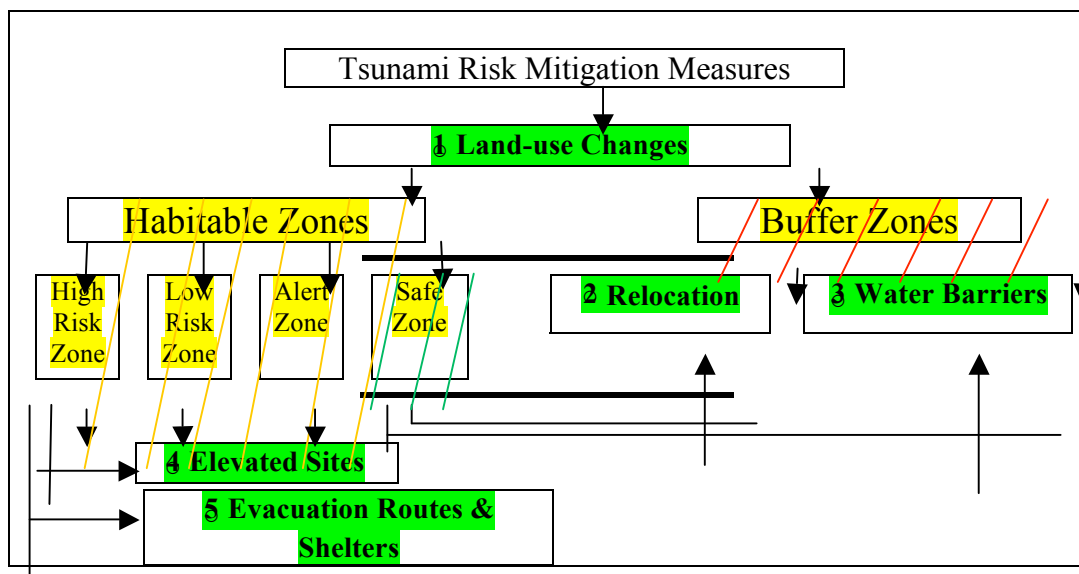 Tsunami Risk Mitigation Measures
1 Land-use Changes
Habitable Zones
Buffer Zones
High
Risk
Zone
Low
Risk
Zone
Alert
Zone
Safe
Zone
2 Relocation
3 Water Barriers
4 Elevated Sites
5 Evacuation Routes &
Shelters